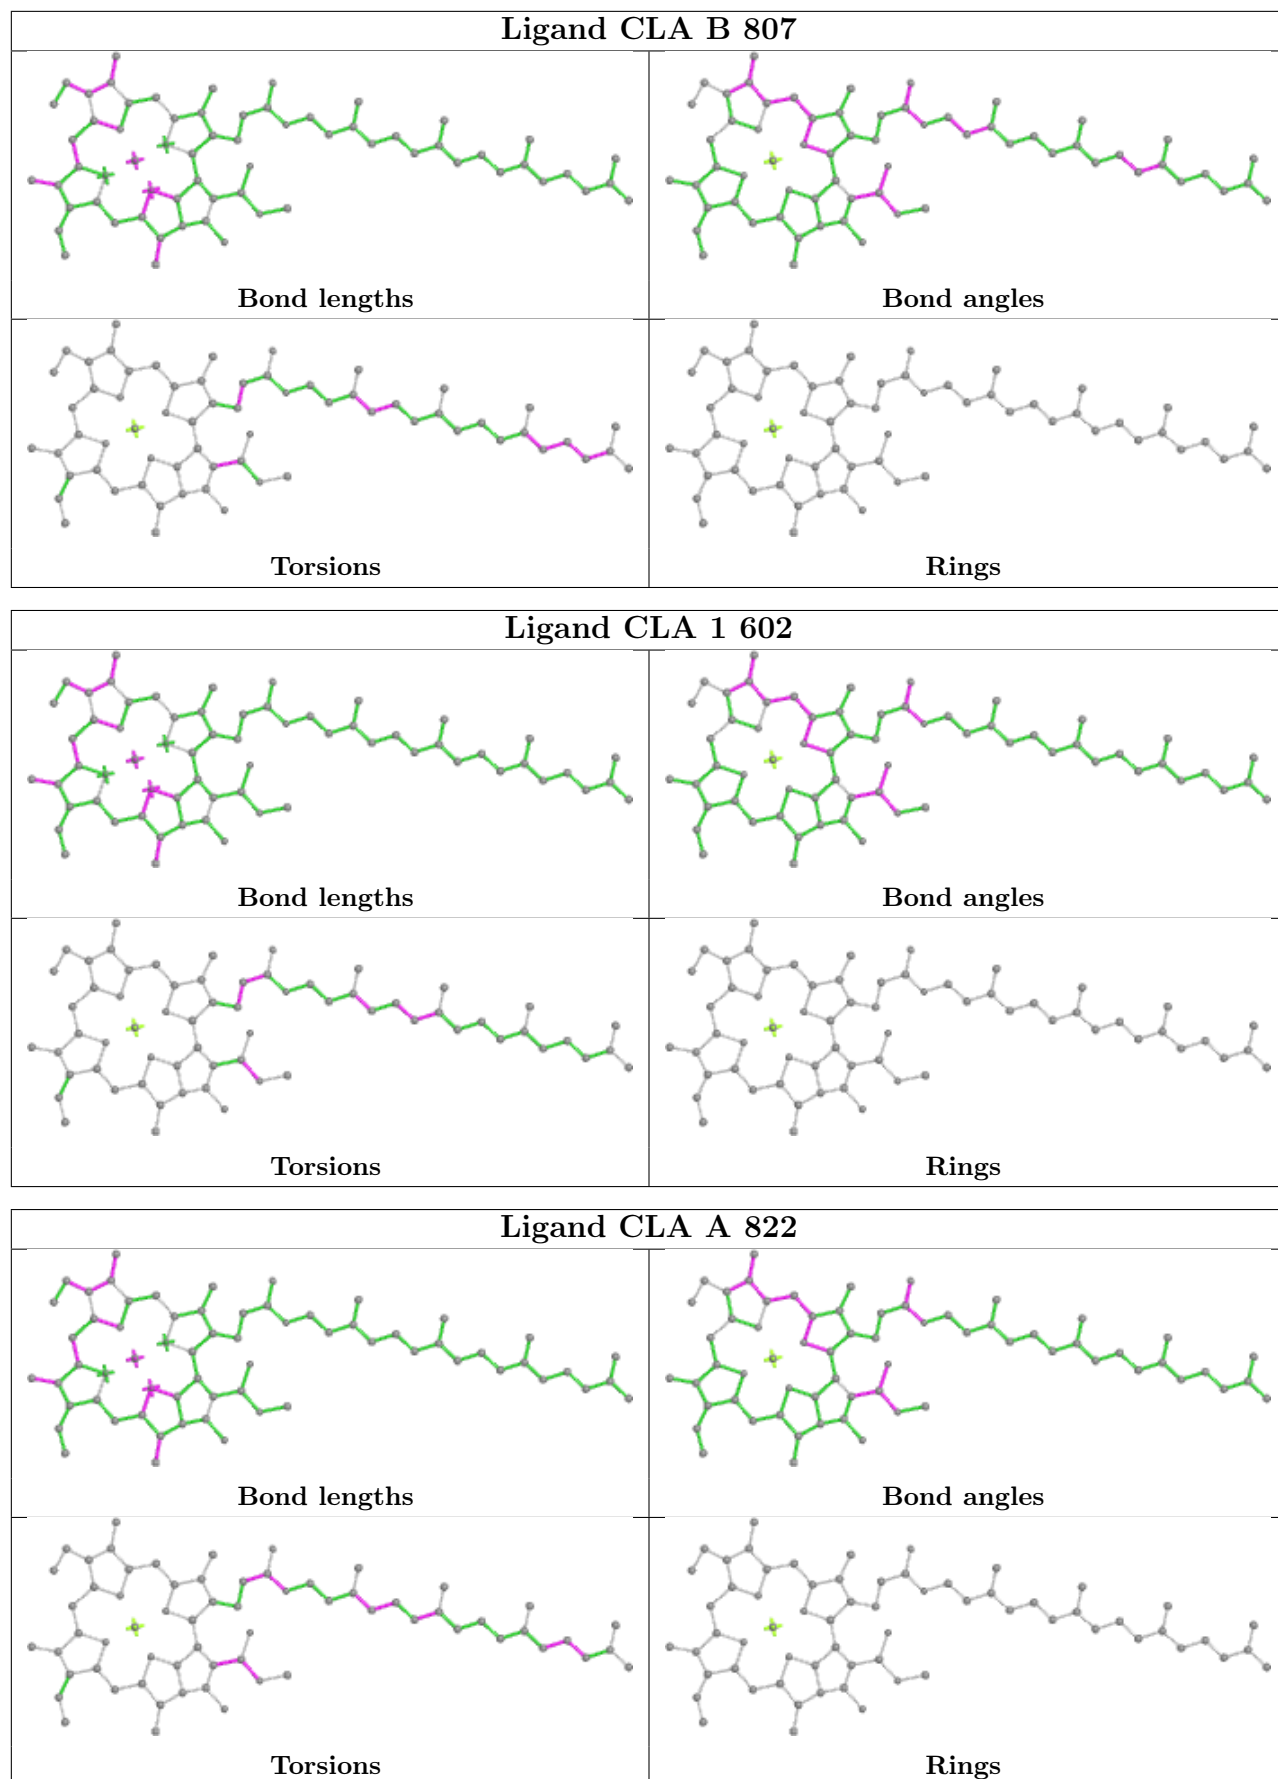 Ligand CLA B 807
Bond lengths
Bond angles
Torsions
Rings
Ligand CLA 1 602
Bond lengths
Bond angles
Torsions
Rings
Ligand CLA A 822
Bond lengths
Bond angles
Torsions
Rings